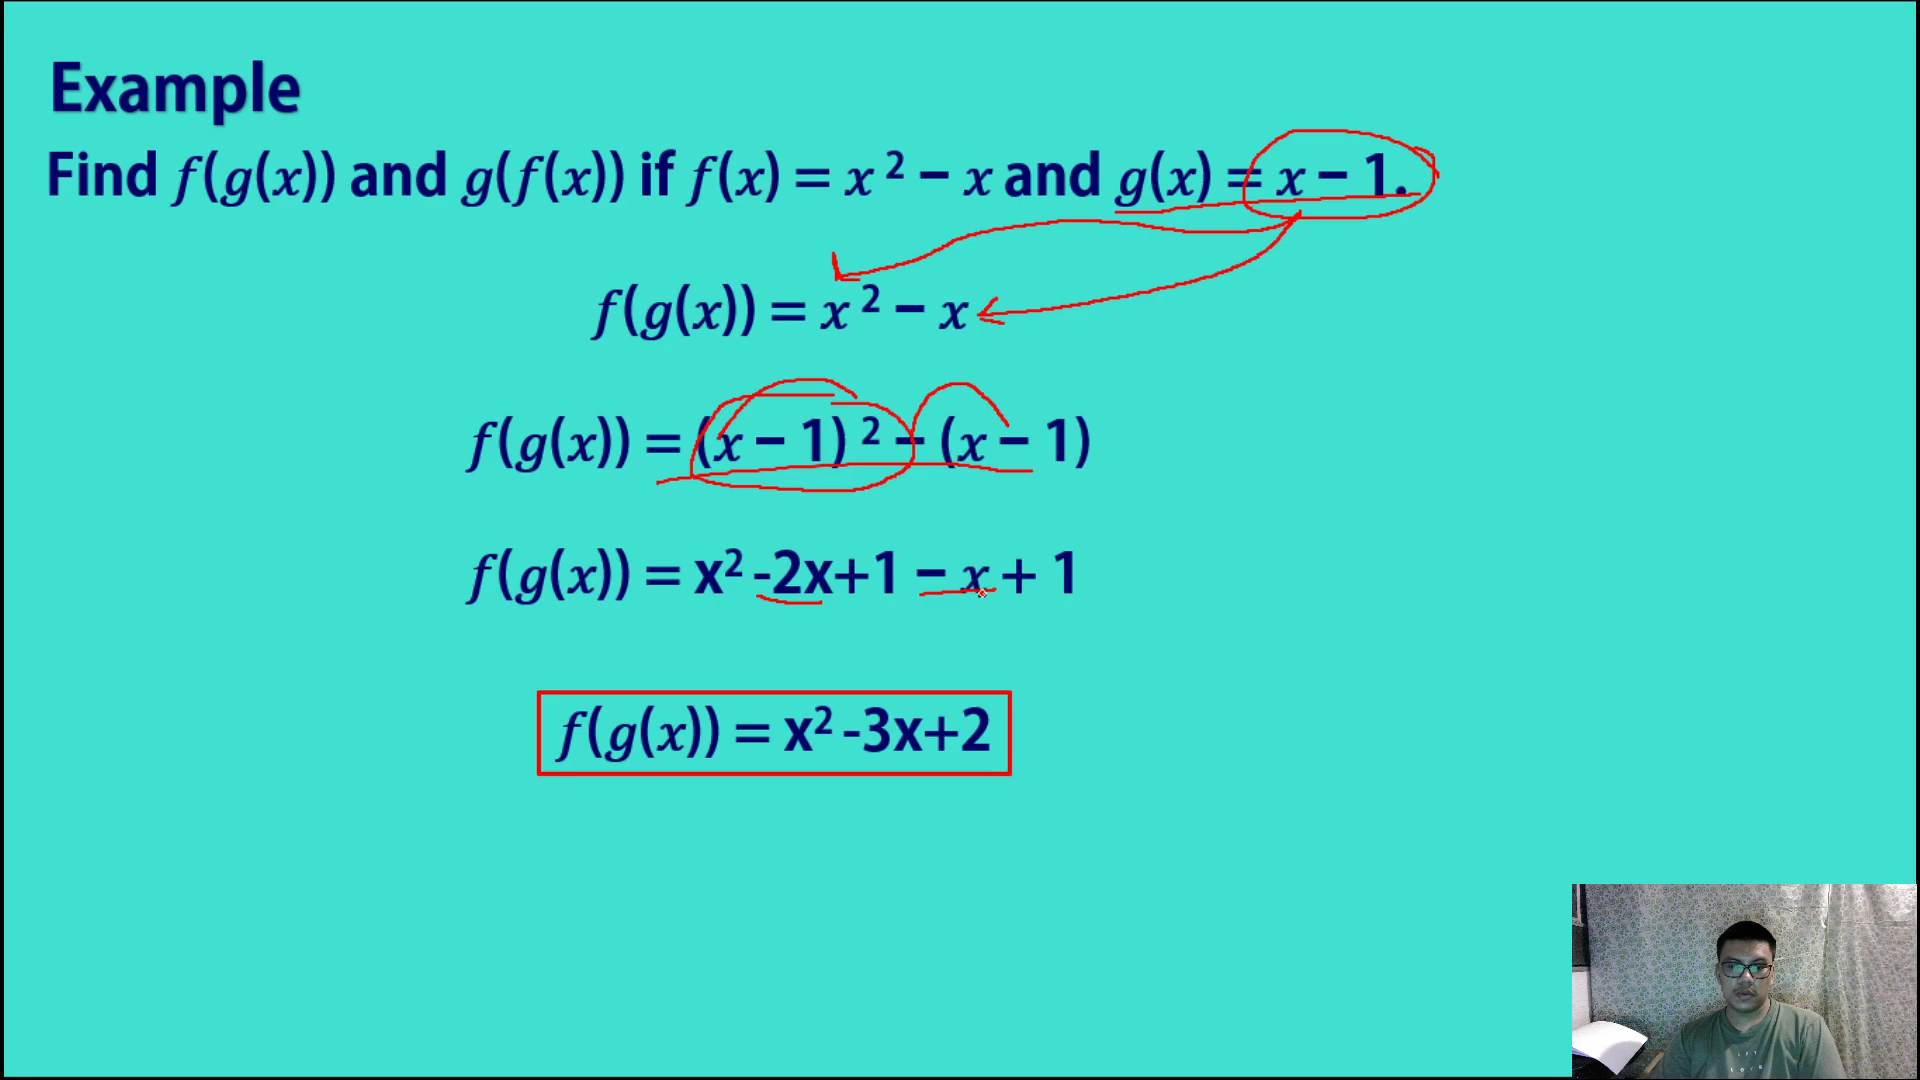 Example
Find f(g(x)) and g(f(x)) if f(x) = x² − x and g(x) = x − 1.
f(g(x)) = x² − x
f(g(x)) = (x − 1)² − (x − 1)
f(g(x)) = x² -2x+1 − x + 1
f(g(x)) = x² -3x+2